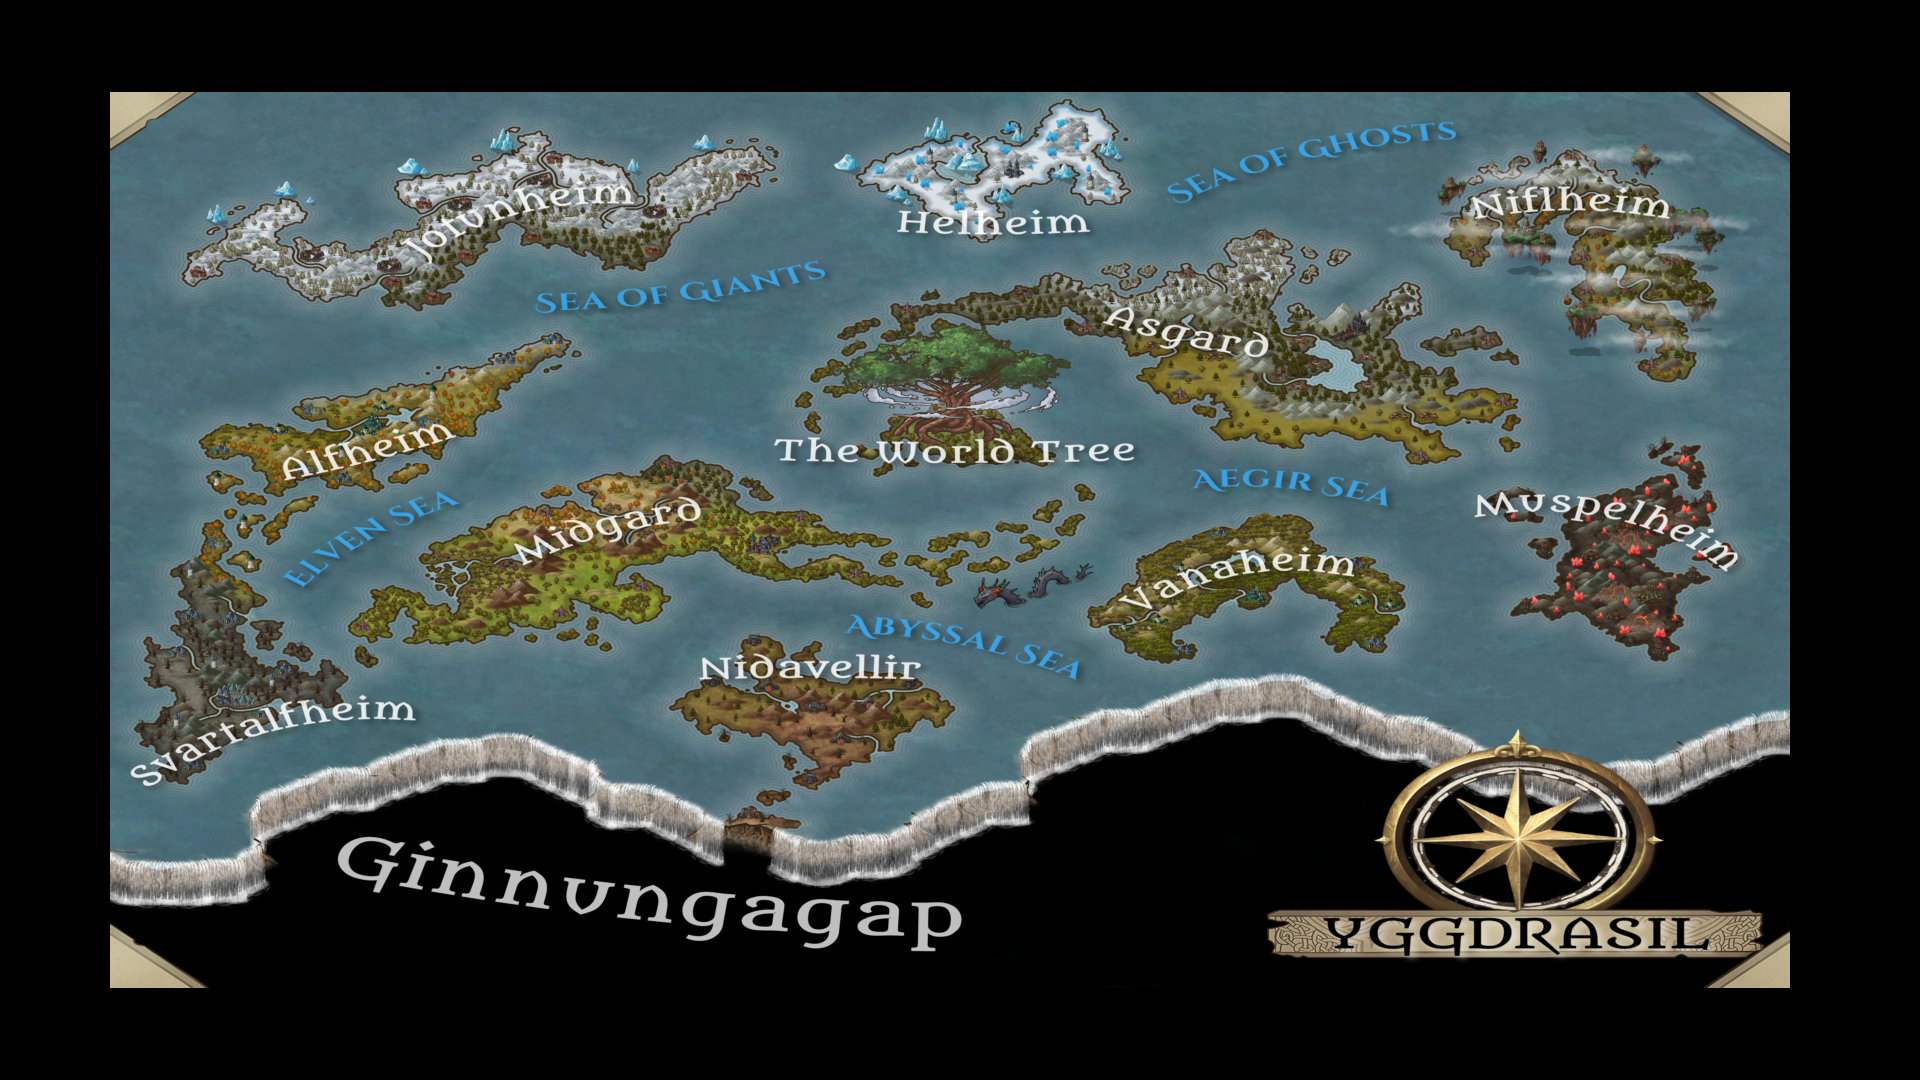 Jotunheim
Helheim
SEA OF GHOSTS
Niflheim
SEA OF GIANTS
Asgard
Alfheim
The World Tree
AEGIR SEA
Muspelheim
ELVEN SEA
Midgard
Vanaheim
ABYSSAL SEA
Nidavellir
Svartalfheim
Ginnungagap
YGGDRASIL